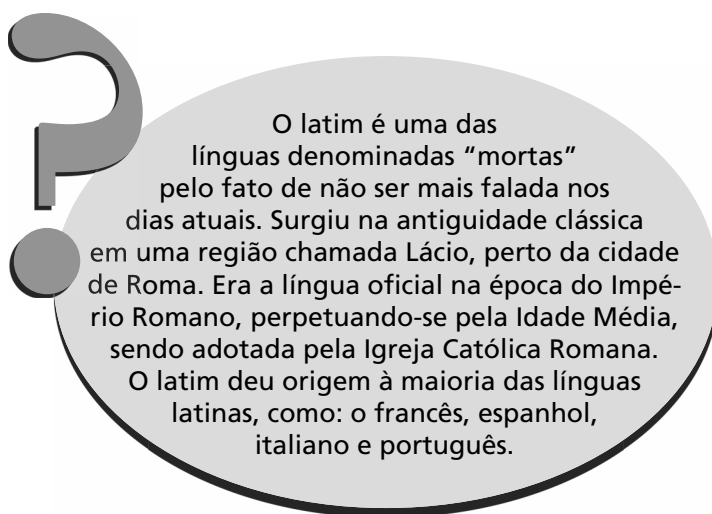 O latim é uma das
línguas denominadas “mortas”
pelo fato de não ser mais falada nos
dias atuais. Surgiu na antiguidade clássica
em uma região chamada Lácio, perto da cidade
de Roma. Era a língua oficial na época do Impé-
rio Romano, perpetuando-se pela Idade Média,
sendo adotada pela Igreja Católica Romana.
O latim deu origem à maioria das línguas
latinas, como: o francês, espanhol,
italiano e português.